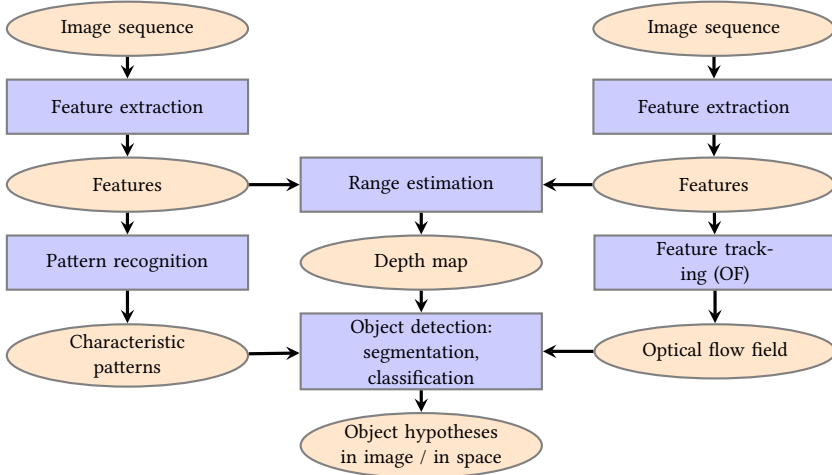 Image sequence
Image sequence
Feature extraction
Feature extraction
Features
Range estimation
Features
Pattern recognition
Depth map
Feature track-
ing (OF)
Characteristic
patterns
Object detection:
segmentation,
classification
Optical flow field
Object hypotheses
in image / in space